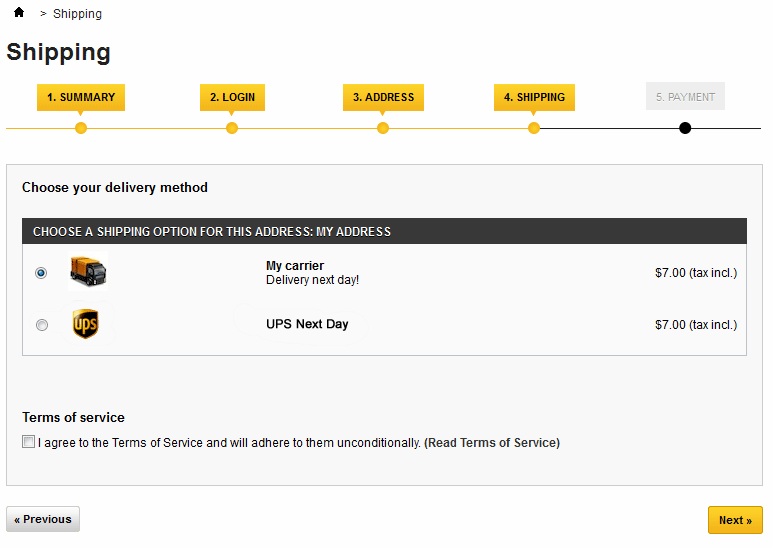 > Shipping
Shipping
1. SUMMARY
2. LOGIN
3. ADDRESS
4. SHIPPING
5. PAYMENT
Choose your delivery method
CHOOSE A SHIPPING OPTION FOR THIS ADDRESS: MY ADDRESS
My carrier
Delivery next day!
$7.00 (tax incl.)
ups
UPS Next Day
$7.00 (tax incl.)
Terms of service
I agree to the Terms of Service and will adhere to them unconditionally. (Read Terms of Service)
« Previous
Next »